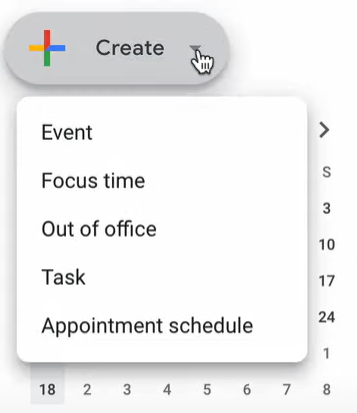 Create
Event
S
Focus time
3
Out of office
10
Task
17
Appointment schedule
24
1
18 2 3 4 5 6 7 8